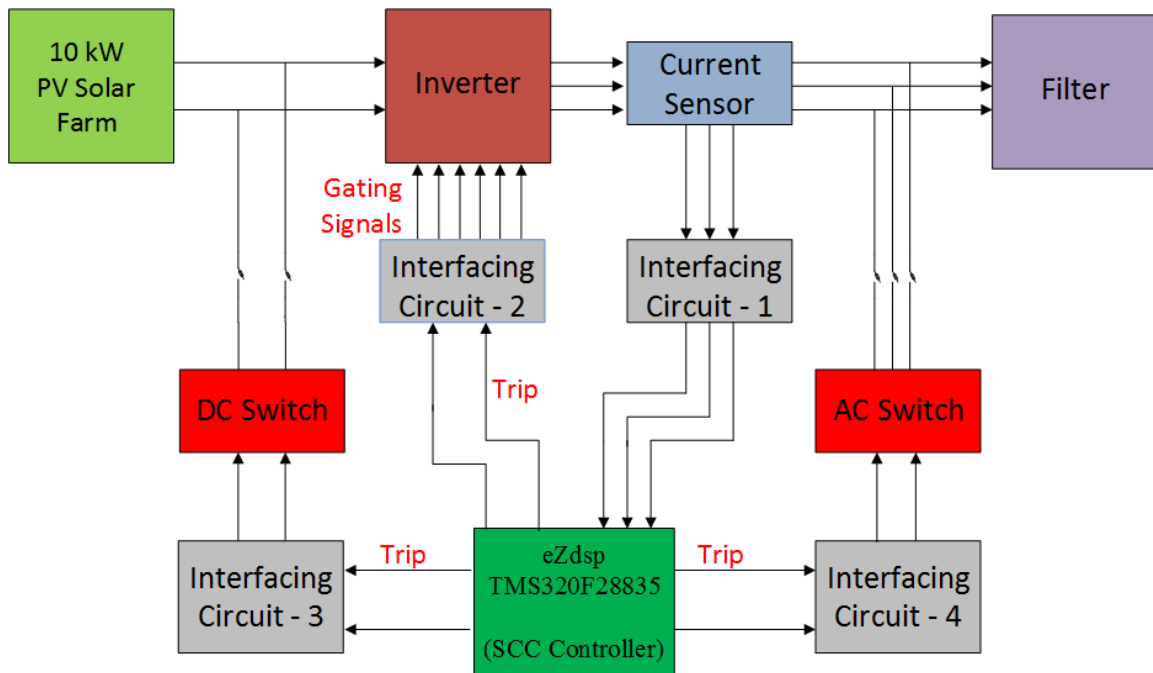 10 kW
PV Solar
Farm
Inverter
Current
Sensor
Filter
Gating
Signals
Interfacing
Circuit - 2
Interfacing
Circuit - 1
Trip
DC Switch
AC Switch
Trip
eZdsp
TMS320F28835
(SCC Controller)
Trip
Interfacing
Circuit - 3
Interfacing
Circuit - 4